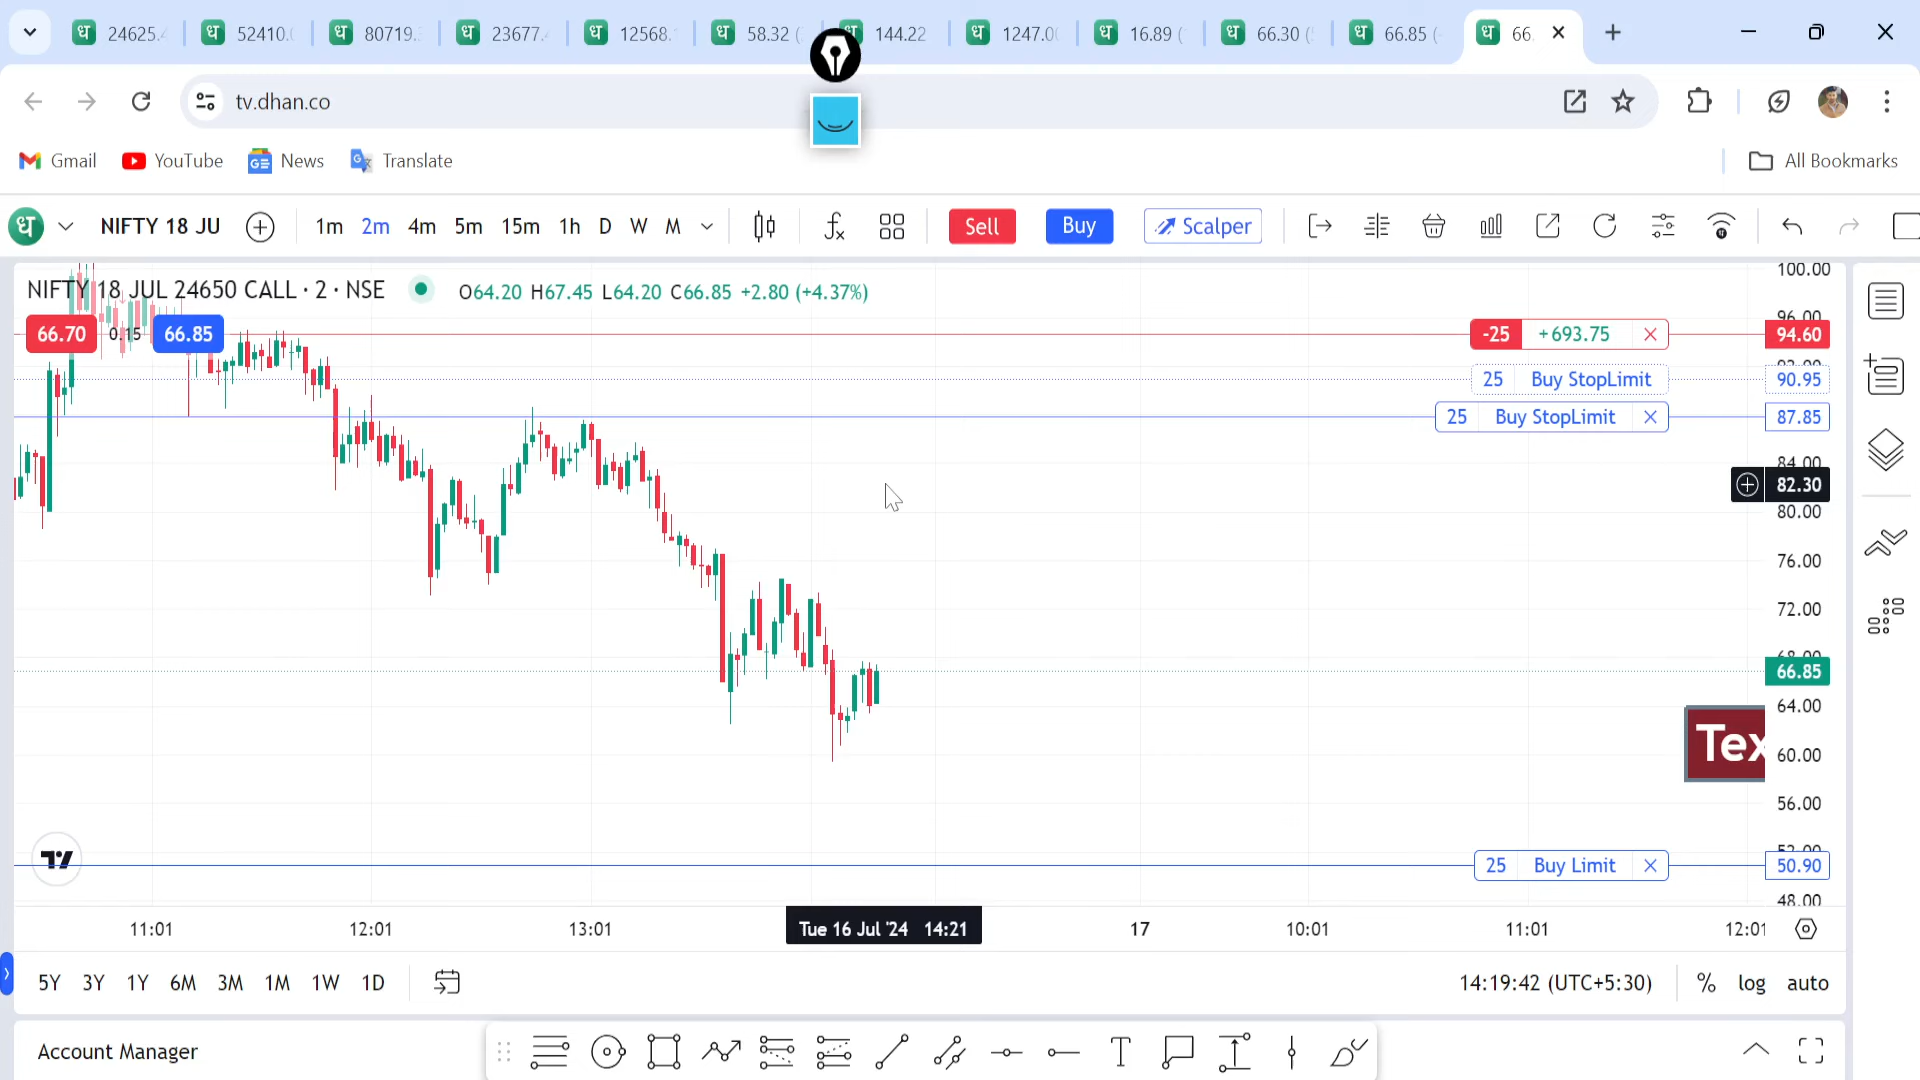 24625.
52410.
80719.
23677.
12568.
58.32
144.22
1247.0
16.89
66.30
66.85
66.
tv.dhan.co
Gmail
YouTube
News
Translate
All Bookmarks
NIFTY 18 JU
1m 2m 4m 5m 15m 1h D W M
Sell
Buy
Scalper
NIFTY 18 JUL 24650 CALL · 2 · NSE
O64.20 H67.45 L64.20 C66.85 +2.80 (+4.37%)
66.70 0.15 66.85
-25 +693.75
25 Buy StopLimit
25 Buy StopLimit
25 Buy Limit
100.00
94.60
90.95
87.85
84.00
82.30
80.00
76.00
72.00
66.85
64.00
60.00
56.00
50.90
48.00
Tex
11:01
12:01
13:01
Tue 16 Jul '24 14:21
17
10:01
11:01
12:01
5Y 3Y 1Y 6M 3M 1M 1W 1D
14:19:42 (UTC+5:30)
% log auto
Account Manager